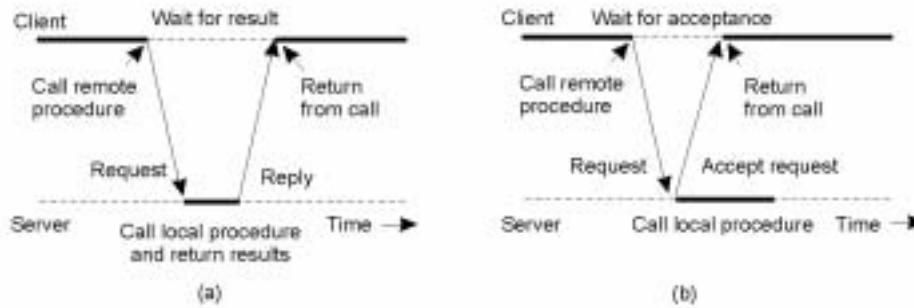 Client
Wait for result
Call remote
procedure
Return
from call
Request
Reply
Server
Call local procedure
and return results
Time
(a)
Client
Wait for acceptance
Call remote
procedure
Return
from call
Request
Accept request
Server
Call local procedure
Time
(b)